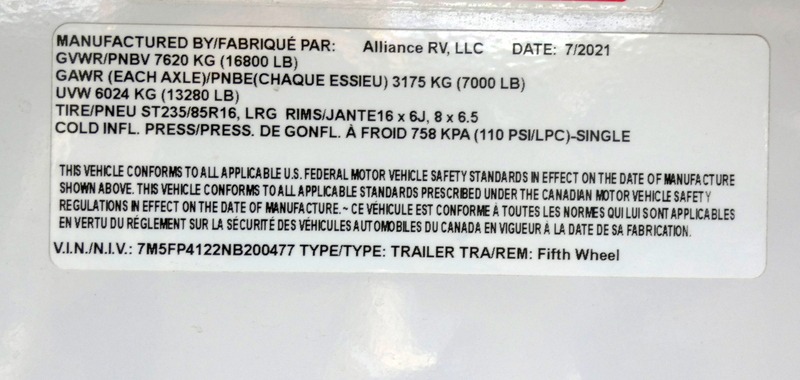 MANUFACTURED BY/FABRIQUÉ PAR: Alliance RV, LLC DATE: 7/2021
GVWR/PNBV 7620 KG (16800 LB)
GAWR (EACH AXLE)/PNBE(CHAQUE ESSIEU) 3175 KG (7000 LB)
UVW 6024 KG (13280 LB)
TIRE/PNEU ST235/85R16, LRG RIMS/JANTE16 x 6J, 8 x 6.5
COLD INFL. PRESS/PRESS. DE GONFL. À FROID 758 KPA (110 PSI/LPC)-SINGLE
THIS VEHICLE CONFORMS TO ALL APPLICABLE U.S. FEDERAL MOTOR VEHICLE SAFETY STANDARDS IN EFFECT ON THE DATE OF MANUFACTURE
SHOWN ABOVE. THIS VEHICLE CONFORMS TO ALL APPLICABLE STANDARDS PRESCRIBED UNDER THE CANADIAN MOTOR VEHICLE SAFETY
REGULATIONS IN EFFECT ON THE DATE OF MANUFACTURE. ~ CE VÉHICULE EST CONFORME À TOUTES LES NORMES QUI LUI SONT APPLICABLES
EN VERTU DU RÉGLEMENT SUR LA SÉCURITÉ DES VÉHICULES AUTOMOBILES DU CANADA EN VIGUEUR À LA DATE DE SA FABRICATION.
V.I.N./N.I.V.: 7M5FP4122NB200477 TYPE/TYPE: TRAILER TRA/REM: Fifth Wheel